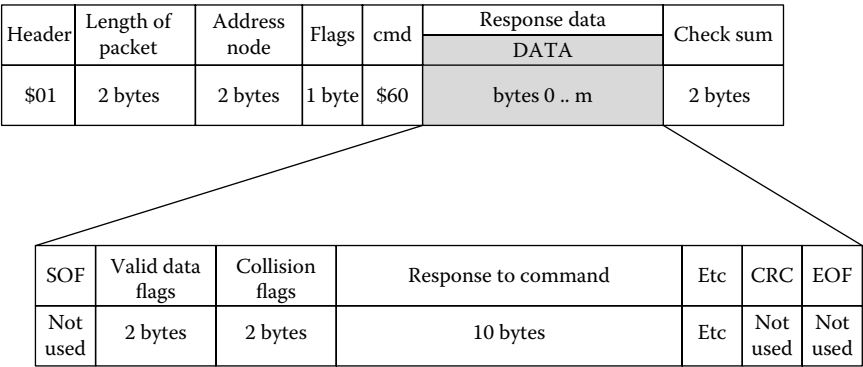 Header
Length of
packet
Address
node
Flags
cmd
Response data
DATA
Check sum
$01
2 bytes
2 bytes
1 byte
$60
bytes 0 .. m
2 bytes
SOF
Valid data
flags
Collision
flags
Response to command
Etc
CRC
EOF
Not
used
2 bytes
2 bytes
10 bytes
Etc
Not
used
Not
used